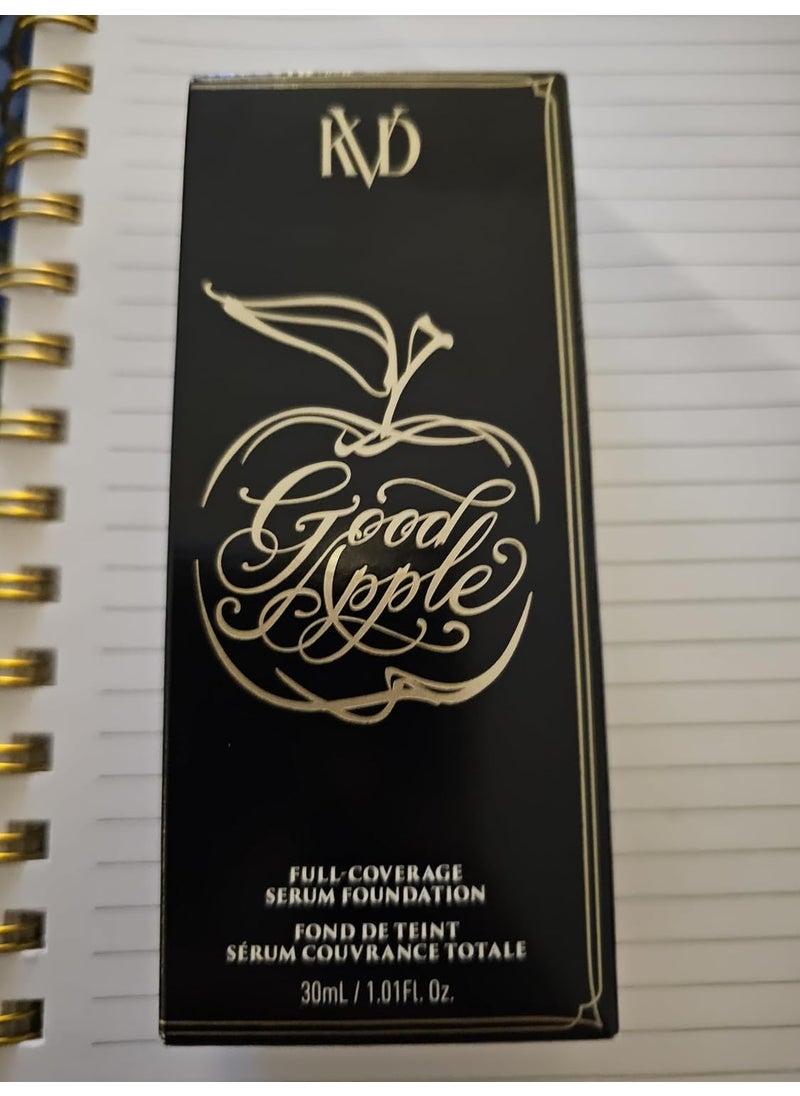 KVD
Good
Apple
FULL-COVERAGE
SERUM FOUNDATION
FOND DE TEINT
SÉRUM COUVRANCE TOTALE
30mL / 1.01Fl. Oz.